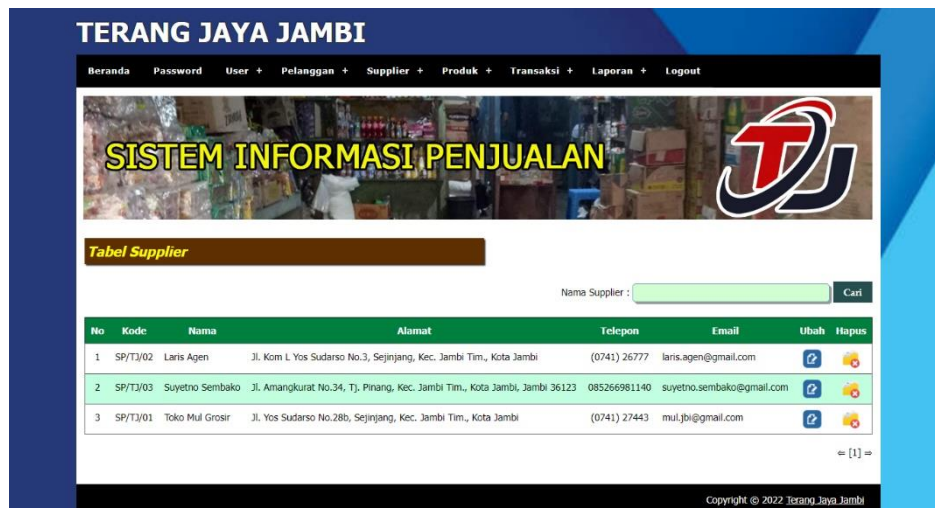 TERANG JAYA JAMBI
Beranda Password User + Pelanggan + Supplier + Produk + Transaksi + Laporan + Logout
SISTEM INFORMASI PENJUALAN
TJ
Tabel Supplier
Nama Supplier : Cari
No Kode Nama Alamat Telepon Email Ubah Hapus
1 SP/TJ/02 Laris Agen Jl. Kom L Yos Sudarso No.3, Sejinjang, Kec. Jambi Tim., Kota Jambi (0741) 26777 laris.agen@gmail.com
2 SP/TJ/03 Suyetno Sembako Jl. Amangkurat No.34, Tj. Pinang, Kec. Jambi Tim., Kota Jambi, Jambi 36123 085266981140 suyetno.sembako@gmail.com
3 SP/TJ/01 Toko Mul Grosir Jl. Yos Sudarso No.28b, Sejinjang, Kec. Jambi Tim., Kota Jambi (0741) 27443 mul.jbi@gmail.com
⇐ [1] ⇒
Copyright © 2022 Terang Jaya Jambi